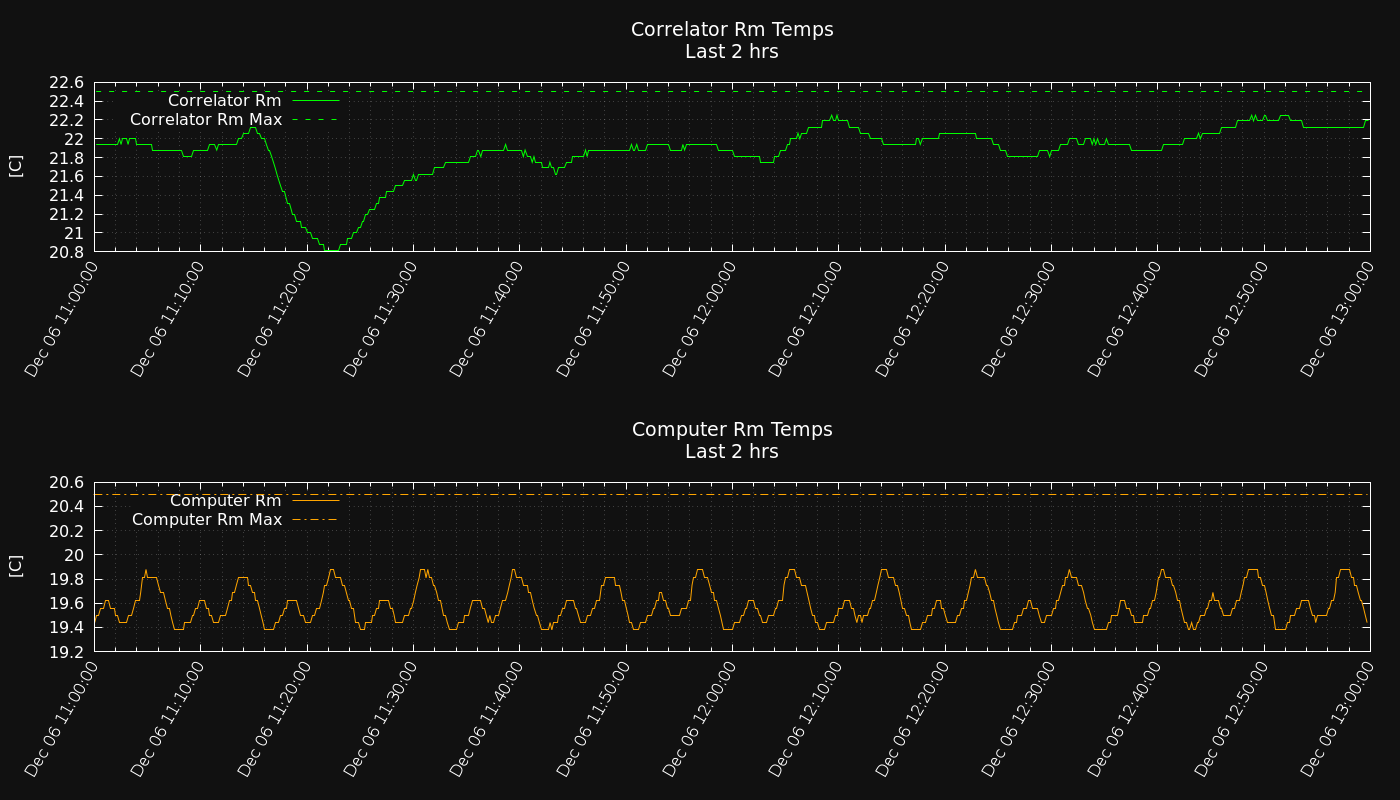 Correlator Rm Temps
Last 2 hrs
22.6
22.4
22.2
22
21.8
21.6
21.4
21.2
21
20.8
[C]
Correlator Rm
Correlator Rm Max
Dec 06 11:00:00
Dec 06 11:10:00
Dec 06 11:20:00
Dec 06 11:30:00
Dec 06 11:40:00
Dec 06 11:50:00
Dec 06 12:00:00
Dec 06 12:10:00
Dec 06 12:20:00
Dec 06 12:30:00
Dec 06 12:40:00
Dec 06 12:50:00
Dec 06 13:00:00
Computer Rm Temps
Last 2 hrs
20.6
20.4
20.2
20
19.8
19.6
19.4
19.2
[C]
Computer Rm
Computer Rm Max
Dec 06 11:00:00
Dec 06 11:10:00
Dec 06 11:20:00
Dec 06 11:30:00
Dec 06 11:40:00
Dec 06 11:50:00
Dec 06 12:00:00
Dec 06 12:10:00
Dec 06 12:20:00
Dec 06 12:30:00
Dec 06 12:40:00
Dec 06 12:50:00
Dec 06 13:00:00